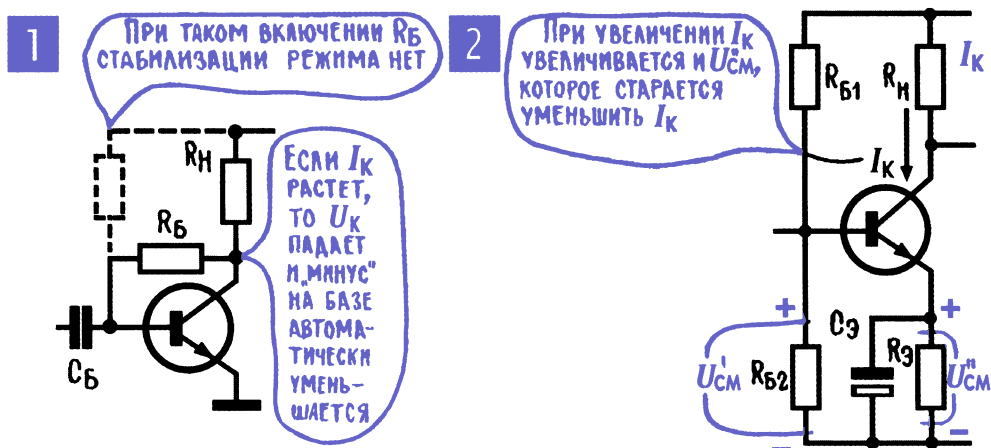 1
При таком включении RБ
стабилизации режима нет
RН
Если IК
растет,
то UК
падает
и „минус"
на базе
автома-
тически
умень-
шается
RБ
CБ
2
При увеличении IК
увеличивается и U"СМ,
которое старается
уменьшить IК
RБ1
RН
IК
IК
+
+
CЭ
RЭ
U'СМ
RБ2
U"СМ
–
–